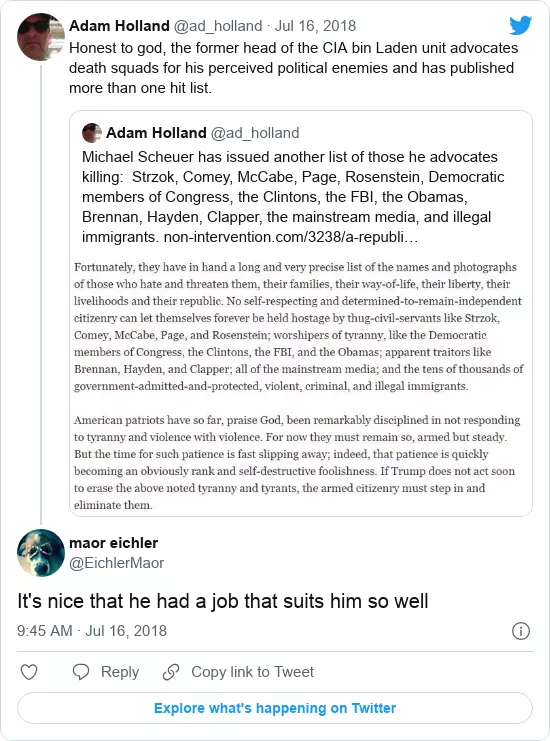 Adam Holland @ad_holland · Jul 16, 2018
Honest to god, the former head of the CIA bin Laden unit advocates
death squads for his perceived political enemies and has published
more than one hit list.
Adam Holland @ad_holland
Michael Scheuer has issued another list of those he advocates
killing: Strzok, Comey, McCabe, Page, Rosenstein, Democratic
members of Congress, the Clintons, the FBI, the Obamas,
Brennan, Hayden, Clapper, the mainstream media, and illegal
immigrants. non-intervention.com/3238/a-republi…
Fortunately, they have in hand a long and very precise list of the names and photographs
of those who hate and threaten them, their families, their way-of-life, their liberty, their
livelihoods and their republic. No self-respecting and determined-to-remain-independent
citizenry can let themselves forever be held hostage by thug-civil-servants like Strzok,
Comey, McCabe, Page, and Rosenstein; worshipers of tyranny, like the Democratic
members of Congress, the Clintons, the FBI, and the Obamas; apparent traitors like
Brennan, Hayden, and Clapper; all of the mainstream media; and the tens of thousands of
government-admitted-and-protected, violent, criminal, and illegal immigrants.
American patriots have so far, praise God, been remarkably disciplined in not responding
to tyranny and violence with violence. For now they must remain so, armed but steady.
But the time for such patience is fast slipping away; indeed, that patience is quickly
becoming an obviously rank and self-destructive foolishness. If Trump does not act soon
to erase the above noted tyranny and tyrants, the armed citizenry must step in and
eliminate them.
maor eichler
@EichlerMaor
It's nice that he had a job that suits him so well
9:45 AM · Jul 16, 2018
Reply
Copy link to Tweet
Explore what's happening on Twitter